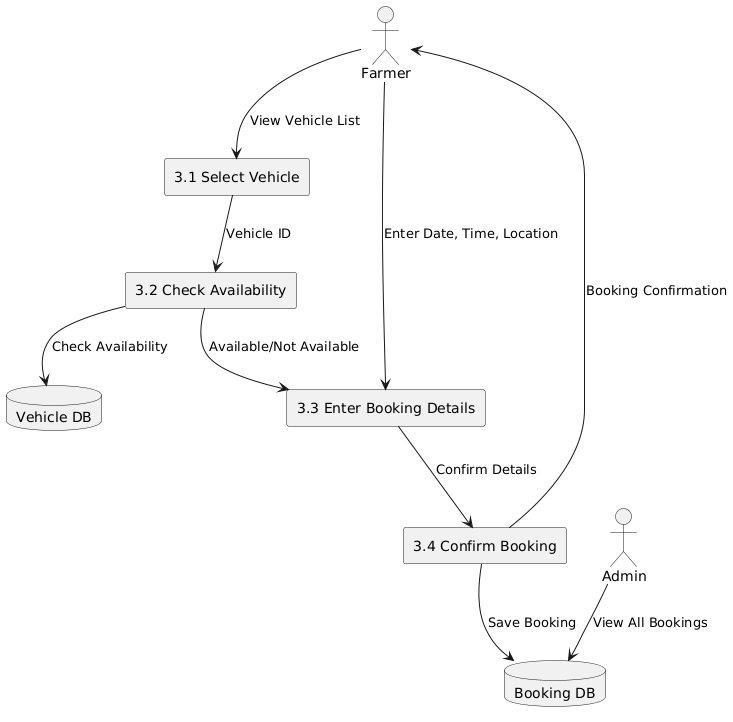 Farmer
View Vehicle List
3.1 Select Vehicle
Vehicle ID
Enter Date, Time, Location
3.2 Check Availability
Booking Confirmation
Check Availability
Available/Not Available
Vehicle DB
3.3 Enter Booking Details
Confirm Details
3.4 Confirm Booking
Admin
Save Booking
View All Bookings
Booking DB